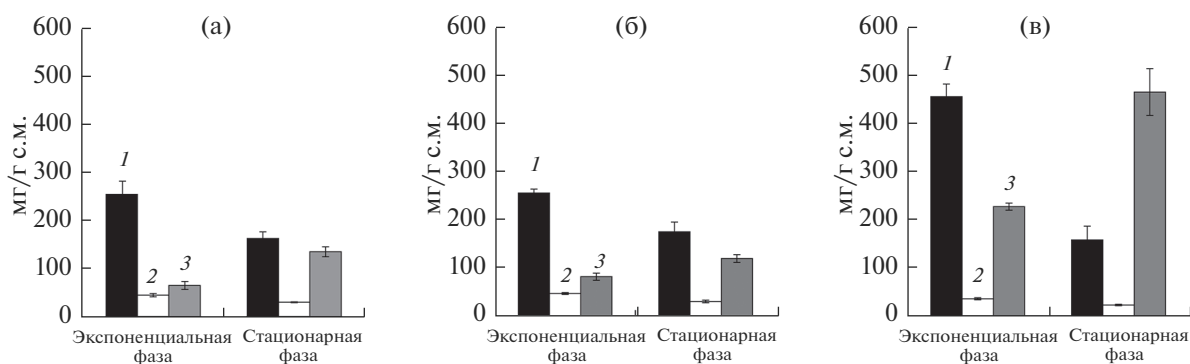 (а)
мг/г с.м.
600
500
400
300
200
100
0
1
2
3
Экспоненциальная
фаза
Стационарная
фаза
(б)
мг/г с.м.
600
500
400
300
200
100
0
1
2
3
Экспоненциальная
фаза
Стационарная
фаза
(в)
мг/г с.м.
600
500
400
300
200
100
0
1
2
3
Экспоненциальная
фаза
Стационарная
фаза